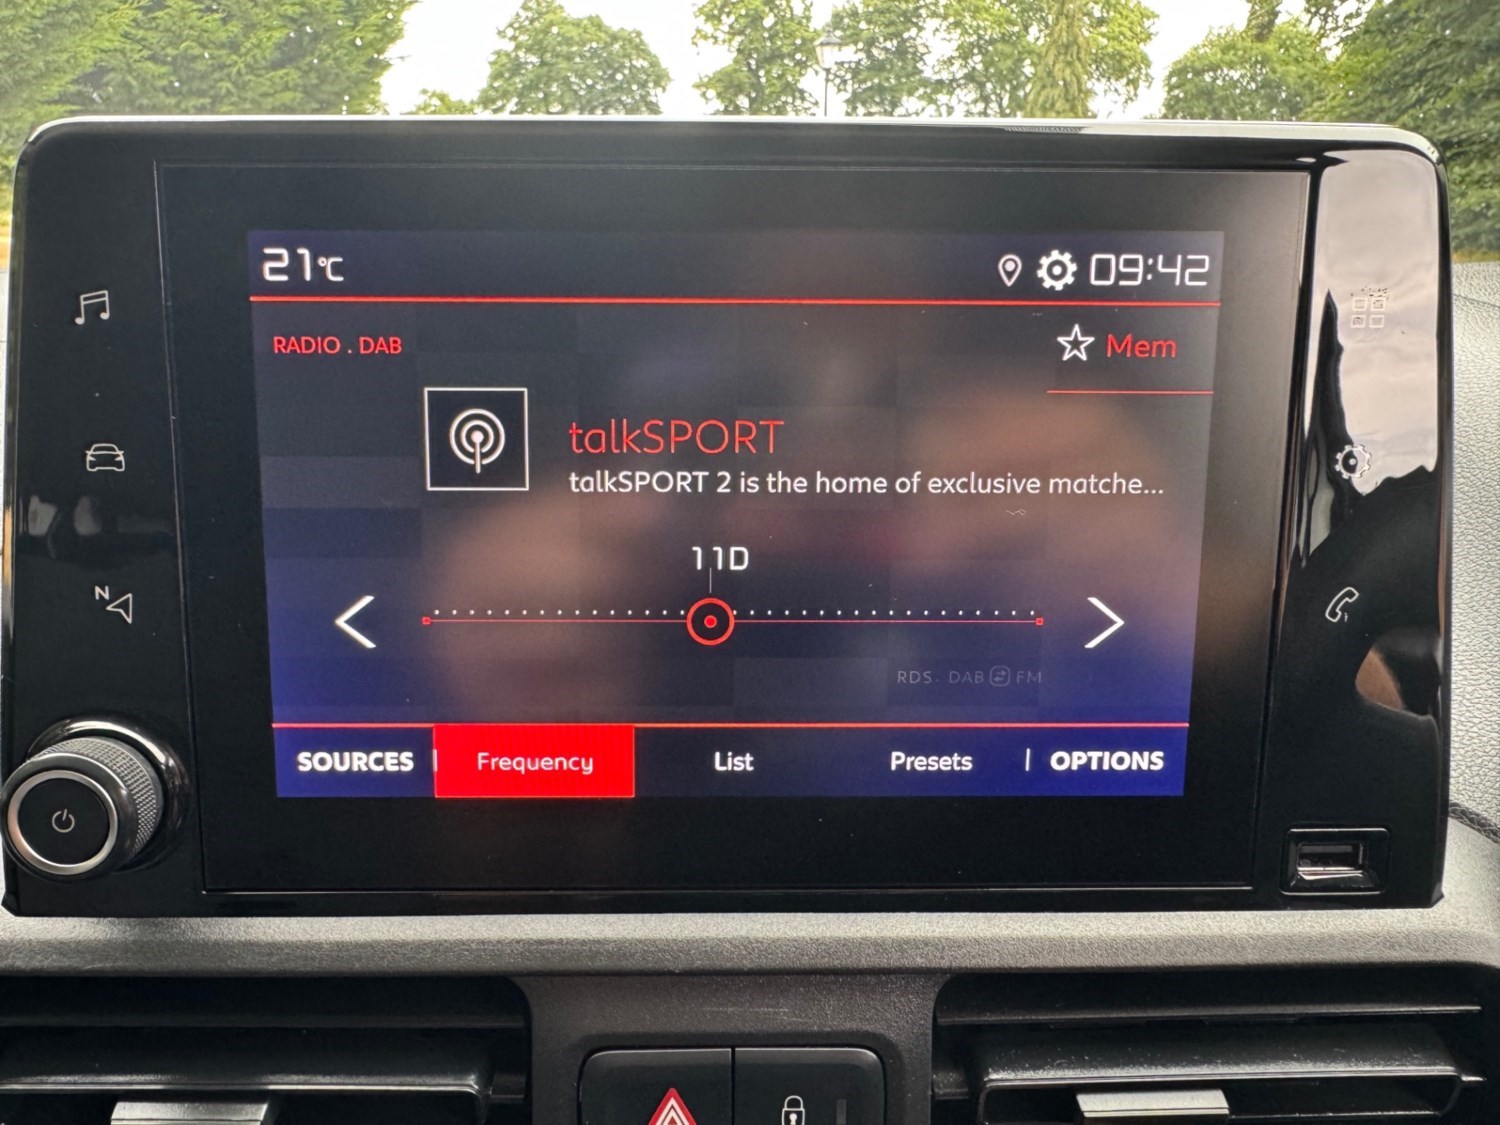 21°C
09:42
RADIO . DAB
Mem
talkSPORT
talkSPORT 2 is the home of exclusive matche...
11D
RDS. DAB FM
SOURCES
Frequency
List
Presets
OPTIONS
N